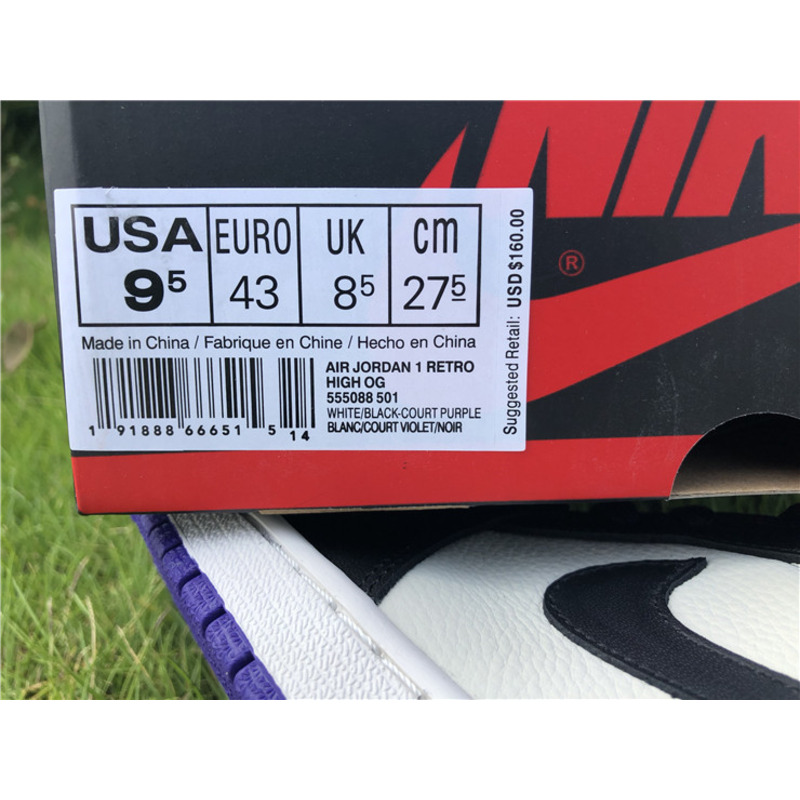 NIKE
®
USA EURO UK cm
9⁵ 43 8⁵ 27⁵
Made in China / Fabrique en Chine / Hecho en China
AIR JORDAN 1 RETRO
HIGH OG
555088 501
WHITE/BLACK-COURT PURPLE
BLANC/COURT VIOLET/NOIR
1 91888 66651 5 14
Suggested Retail: USD $160.00